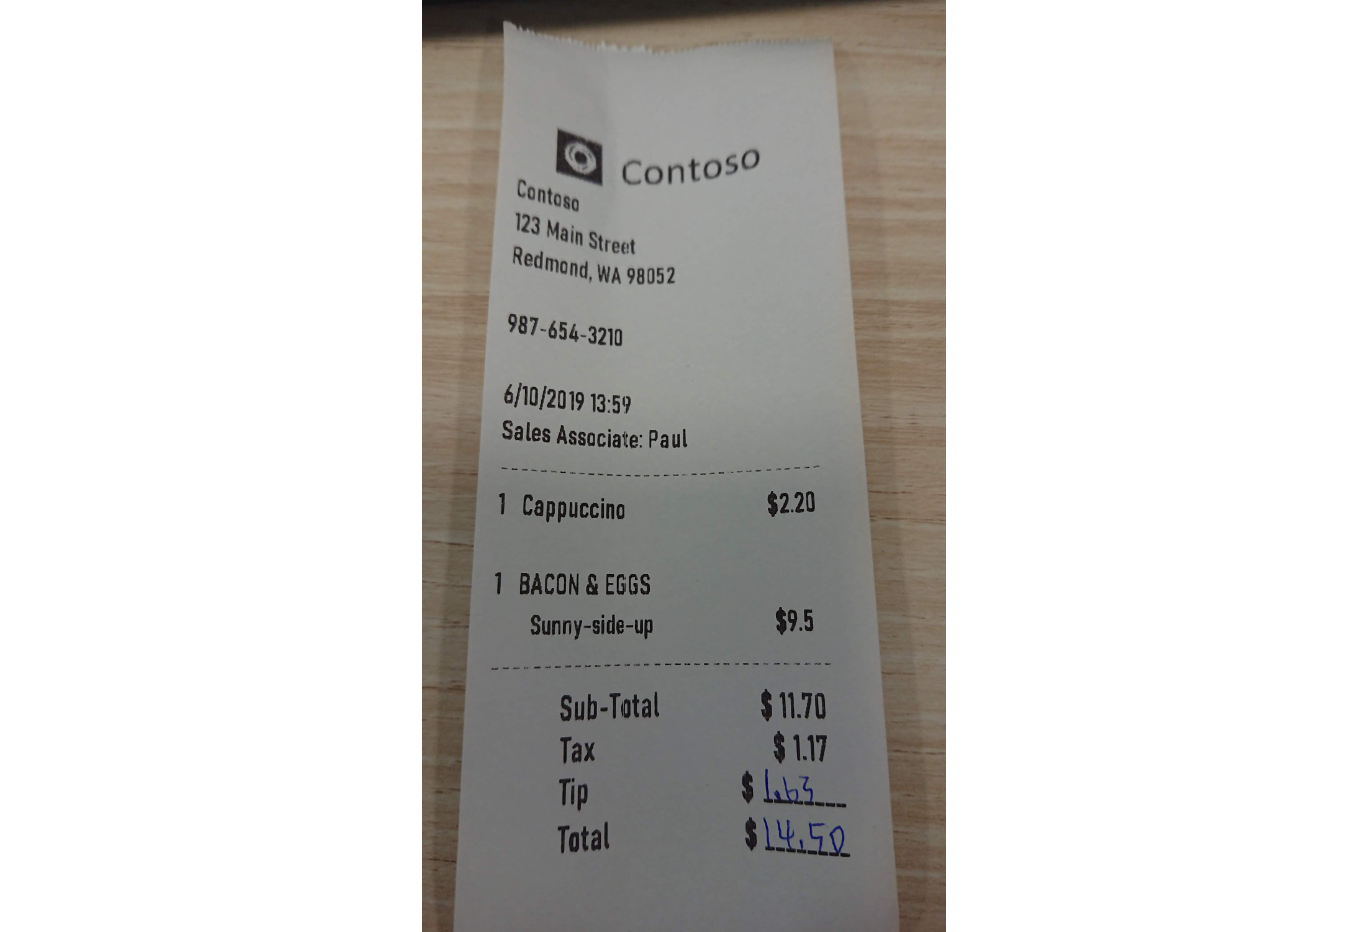 Contoso
Contoso
123 Main Street
Redmond, WA 98052
987-654-3210
6/10/2019 13:59
Sales Associate: Paul
1 Cappuccino $2.20
1 BACON & EGGS
Sunny-side-up $9.5
Sub-Total $ 11.70
Tax $ 1.17
Tip $ 1.63
Total $ 14.50